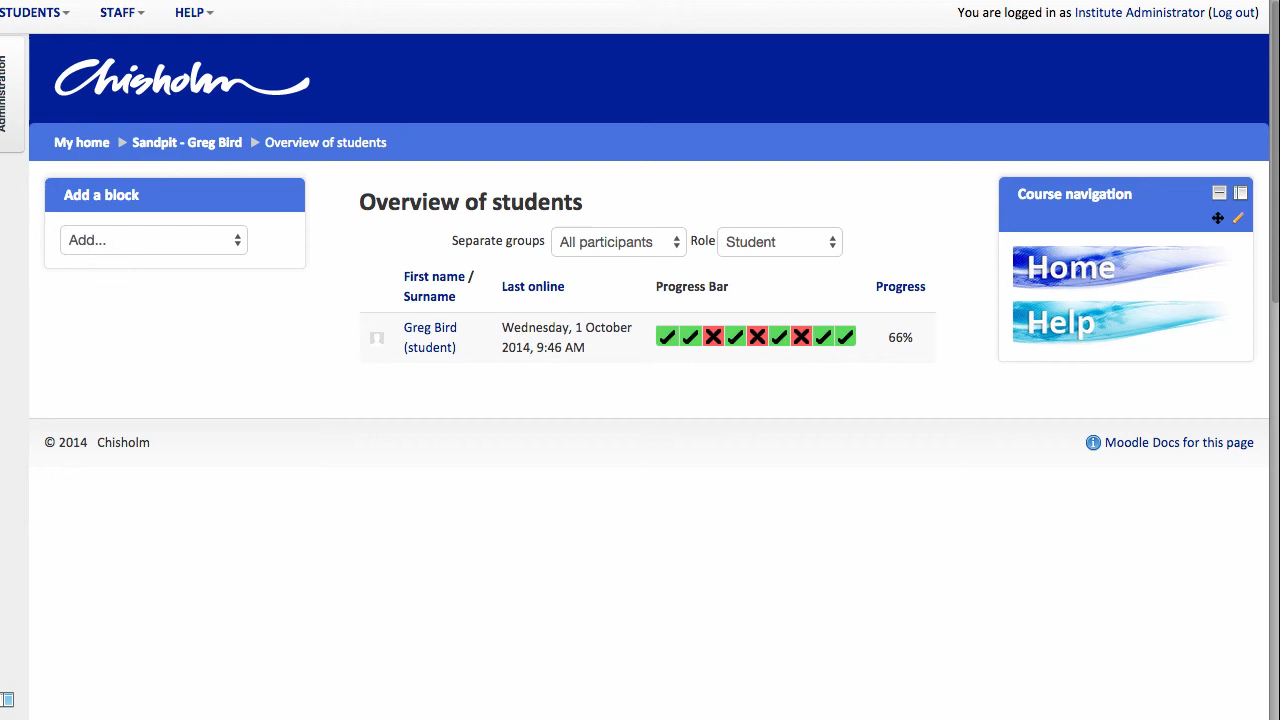 STUDENTS STAFF HELP You are logged in as Institute Administrator (Log out)
Administration
Chisholm
My home Sandpit - Greg Bird Overview of students
Add a block
Add...
Overview of students
Separate groups All participants Role Student
First name / Surname Last online Progress Bar Progress
Greg Bird (student) Wednesday, 1 October 2014, 9:46 AM 66%
Course navigation
Home
Help
© 2014 Chisholm
Moodle Docs for this page